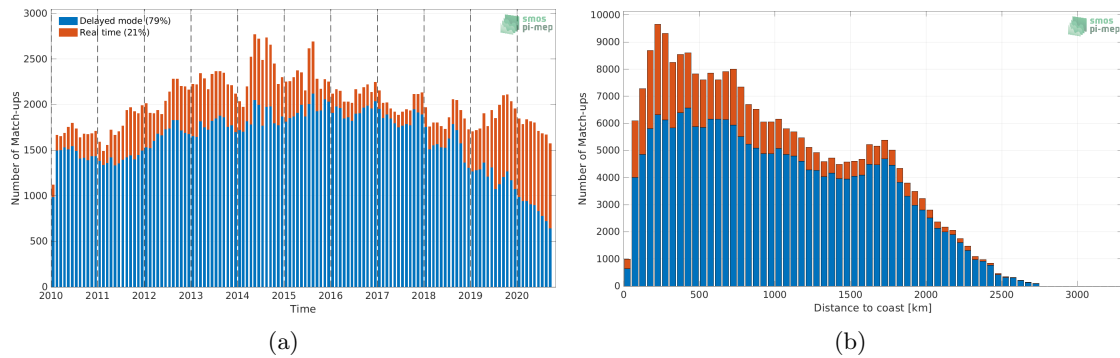 Delayed mode (79%)
Real time (21%)
smos
pi-mep
Number of Match-ups
3000
2500
2000
1500
1000
500
0
2010 2011 2012 2013 2014 2015 2016 2017 2018 2019 2020
Time
(a)
smos
pi-mep
Number of Match-ups
10000
9000
8000
7000
6000
5000
4000
3000
2000
1000
0
0 500 1000 1500 2000 2500 3000
Distance to coast [km]
(b)